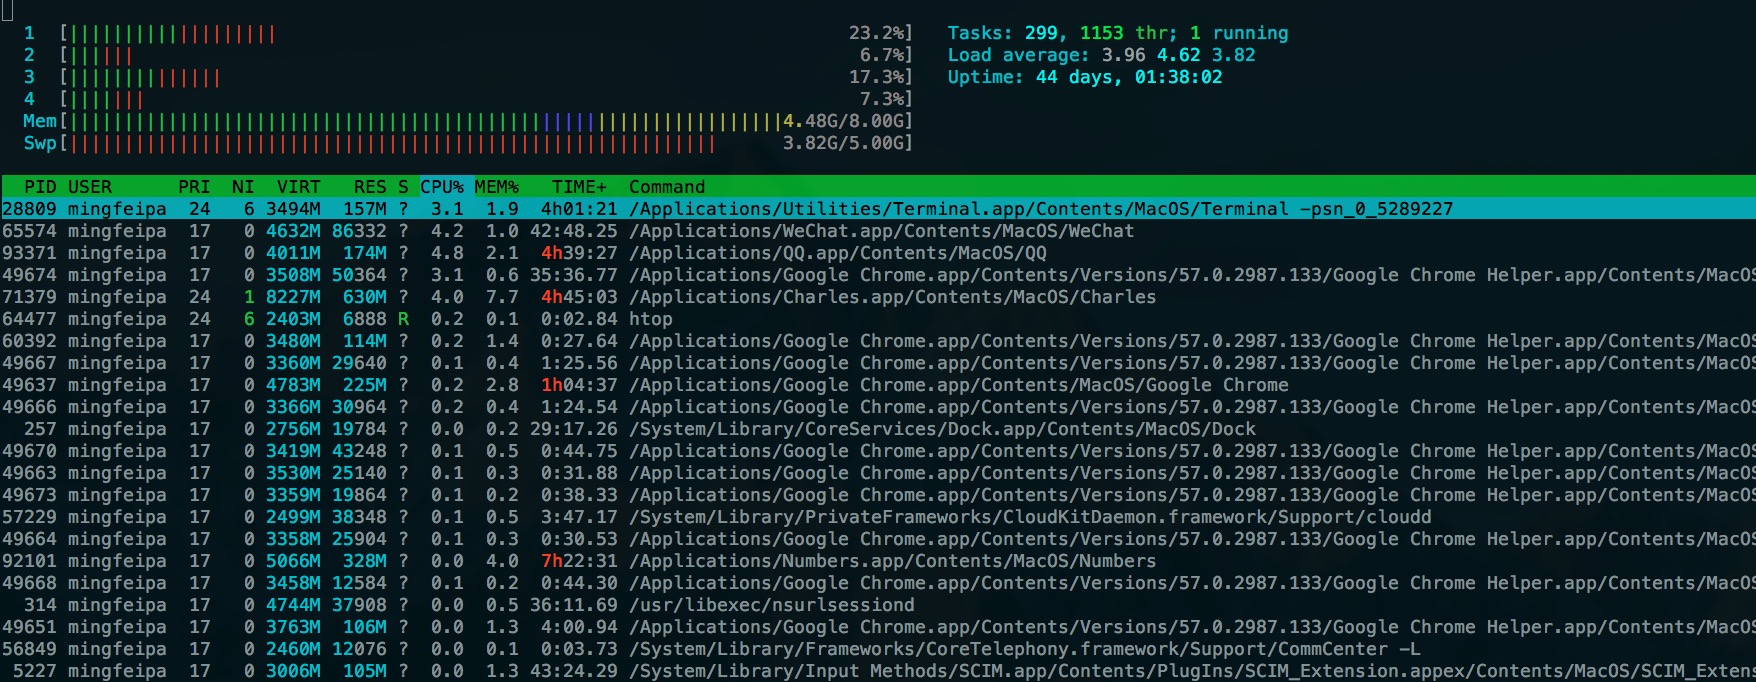 1 [||||||||||||||||||| 23.2%] Tasks: 299, 1153 thr; 1 running
2 [|||||| 6.7%] Load average: 3.96 4.62 3.82
3 [|||||||||||||| 17.3%] Uptime: 44 days, 01:38:02
4 [||||||| 7.3%]
Mem[|||||||||||||||||||||||||||||||||||||||||||||||||||||||||||||||||4.48G/8.00G]
Swp[||||||||||||||||||||||||||||||||||||||||||||||||||||||||||| 3.82G/5.00G]
PID USER PRI NI VIRT RES S CPU% MEM% TIME+ Command
28809 mingfeipa 24 6 3494M 157M ? 3.1 1.9 4h01:21 /Applications/Utilities/Terminal.app/Contents/MacOS/Terminal -psn_0_5289227
65574 mingfeipa 17 0 4632M 86332 ? 4.2 1.0 42:48.25 /Applications/WeChat.app/Contents/MacOS/WeChat
93371 mingfeipa 17 0 4011M 174M ? 4.8 2.1 4h39:27 /Applications/QQ.app/Contents/MacOS/QQ
49674 mingfeipa 17 0 3508M 50364 ? 3.1 0.6 35:36.77 /Applications/Google Chrome.app/Contents/Versions/57.0.2987.133/Google Chrome Helper.app/Contents/MacOS
71379 mingfeipa 24 1 8227M 630M ? 4.0 7.7 4h45:03 /Applications/Charles.app/Contents/MacOS/Charles
64477 mingfeipa 24 6 2403M 6888 R 0.2 0.1 0:02.84 htop
60392 mingfeipa 17 0 3480M 114M ? 0.2 1.4 0:27.64 /Applications/Google Chrome.app/Contents/Versions/57.0.2987.133/Google Chrome Helper.app/Contents/MacOS
49667 mingfeipa 17 0 3360M 29640 ? 0.1 0.4 1:25.56 /Applications/Google Chrome.app/Contents/Versions/57.0.2987.133/Google Chrome Helper.app/Contents/MacOS
49637 mingfeipa 17 0 4783M 225M ? 0.2 2.8 1h04:37 /Applications/Google Chrome.app/Contents/MacOS/Google Chrome
49666 mingfeipa 17 0 3366M 30964 ? 0.2 0.4 1:24.54 /Applications/Google Chrome.app/Contents/Versions/57.0.2987.133/Google Chrome Helper.app/Contents/MacOS
257 mingfeipa 17 0 2756M 19784 ? 0.0 0.2 29:17.26 /System/Library/CoreServices/Dock.app/Contents/MacOS/Dock
49670 mingfeipa 17 0 3419M 43248 ? 0.1 0.5 0:44.75 /Applications/Google Chrome.app/Contents/Versions/57.0.2987.133/Google Chrome Helper.app/Contents/MacOS
49663 mingfeipa 17 0 3530M 25140 ? 0.1 0.3 0:31.88 /Applications/Google Chrome.app/Contents/Versions/57.0.2987.133/Google Chrome Helper.app/Contents/MacOS
49673 mingfeipa 17 0 3359M 19864 ? 0.1 0.2 0:38.33 /Applications/Google Chrome.app/Contents/Versions/57.0.2987.133/Google Chrome Helper.app/Contents/MacOS
57229 mingfeipa 17 0 2499M 38348 ? 0.1 0.5 3:47.17 /System/Library/PrivateFrameworks/CloudKitDaemon.framework/Support/cloudd
49664 mingfeipa 17 0 3358M 25904 ? 0.1 0.3 0:30.53 /Applications/Google Chrome.app/Contents/Versions/57.0.2987.133/Google Chrome Helper.app/Contents/MacOS
92101 mingfeipa 17 0 5066M 328M ? 0.0 4.0 7h22:31 /Applications/Numbers.app/Contents/MacOS/Numbers
49668 mingfeipa 17 0 3458M 12584 ? 0.1 0.2 0:44.30 /Applications/Google Chrome.app/Contents/Versions/57.0.2987.133/Google Chrome Helper.app/Contents/MacOS
314 mingfeipa 17 0 4744M 37908 ? 0.0 0.5 36:11.69 /usr/libexec/nsurlsessiond
49651 mingfeipa 17 0 3763M 106M ? 0.0 1.3 4:00.94 /Applications/Google Chrome.app/Contents/Versions/57.0.2987.133/Google Chrome Helper.app/Contents/MacOS
56849 mingfeipa 17 0 2460M 12076 ? 0.0 0.1 0:03.73 /System/Library/Frameworks/CoreTelephony.framework/Support/CommCenter -L
5227 mingfeipa 17 0 3006M 105M ? 0.0 1.3 43:24.29 /System/Library/Input Methods/SCIM.app/Contents/PlugIns/SCIM_Extension.appex/Contents/MacOS/SCIM_Extens